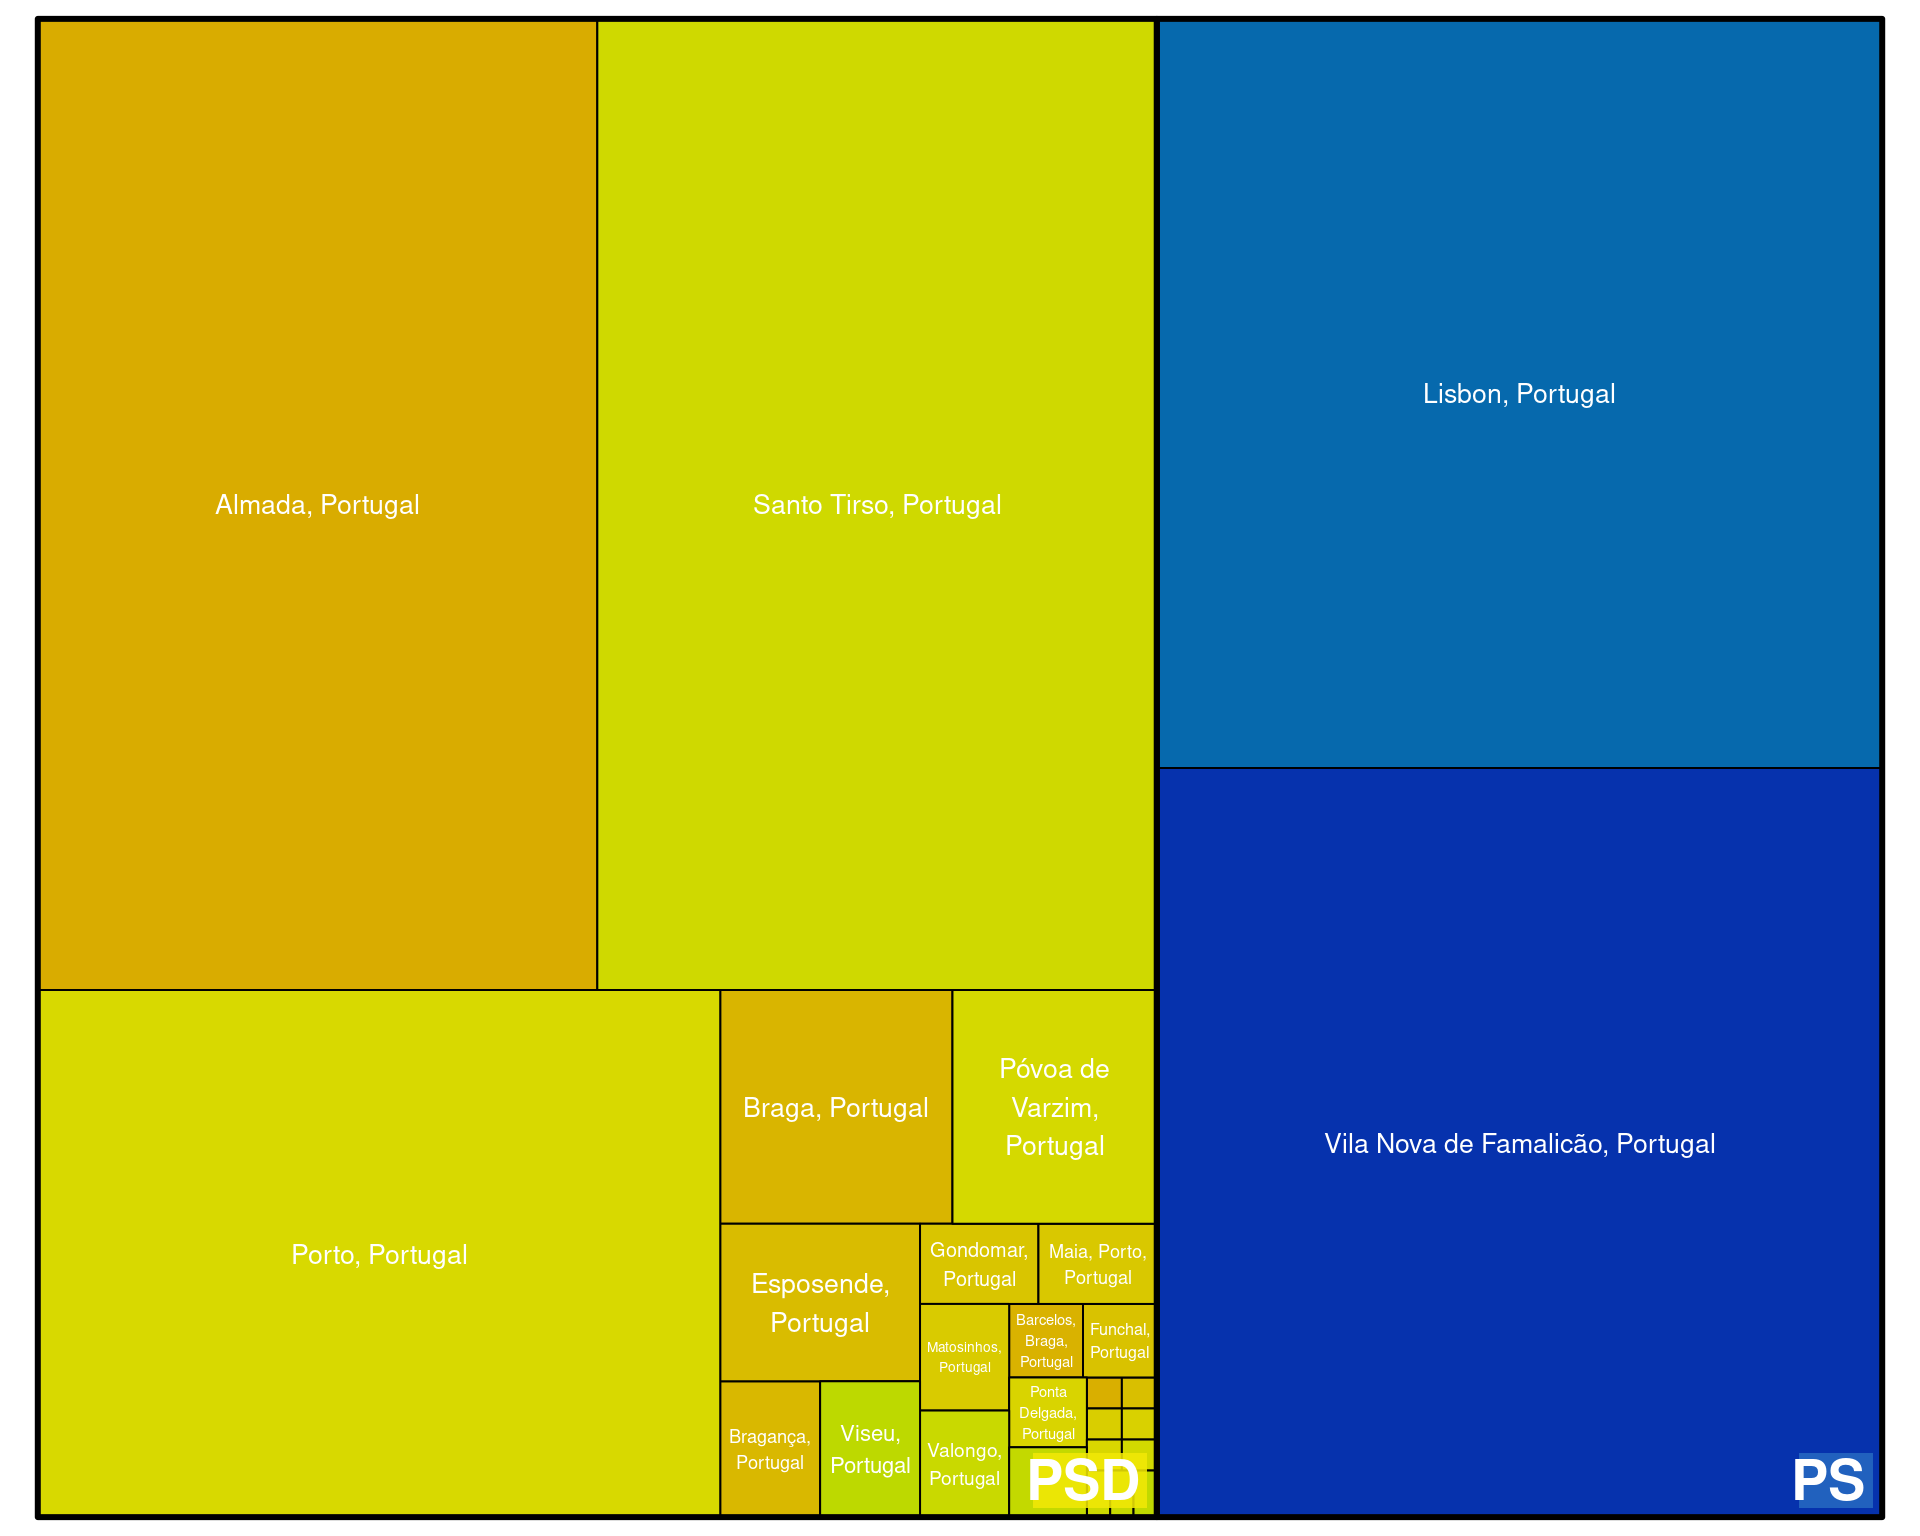 Almada, Portugal
Santo Tirso, Portugal
Lisbon, Portugal
Porto, Portugal
Braga, Portugal
Póvoa de
Varzim,
Portugal
Vila Nova de Famalicão, Portugal
Esposende,
Portugal
Gondomar,
Portugal
Maia, Porto,
Portugal
Matosinhos,
Portugal
Barcelos,
Braga,
Portugal
Funchal,
Portugal
Bragança,
Portugal
Viseu,
Portugal
Valongo,
Portugal
Ponta
Delgada,
Portugal
PSD
PS